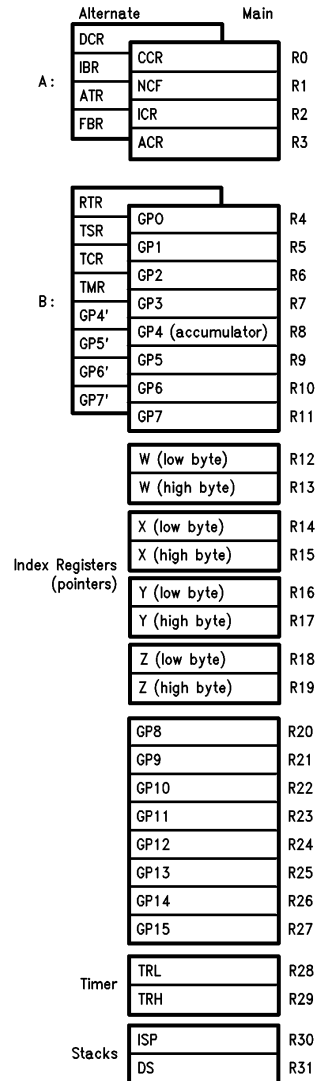 Alternate Main
DCR
CCR R0
IBR
A: NCF R1
ATR
ICR R2
FBR
ACR R3
RTR
GP0 R4
TSR
GP1 R5
TCR
GP2 R6
TMR
B: GP3 R7
GP4'
GP4 (accumulator) R8
GP5'
GP5 R9
GP6'
GP6 R10
GP7'
GP7 R11
W (low byte) R12
W (high byte) R13
X (low byte) R14
X (high byte) R15
Index Registers
(pointers)
Y (low byte) R16
Y (high byte) R17
Z (low byte) R18
Z (high byte) R19
GP8 R20
GP9 R21
GP10 R22
GP11 R23
GP12 R24
GP13 R25
GP14 R26
GP15 R27
Timer
TRL R28
TRH R29
Stacks
ISP R30
DS R31